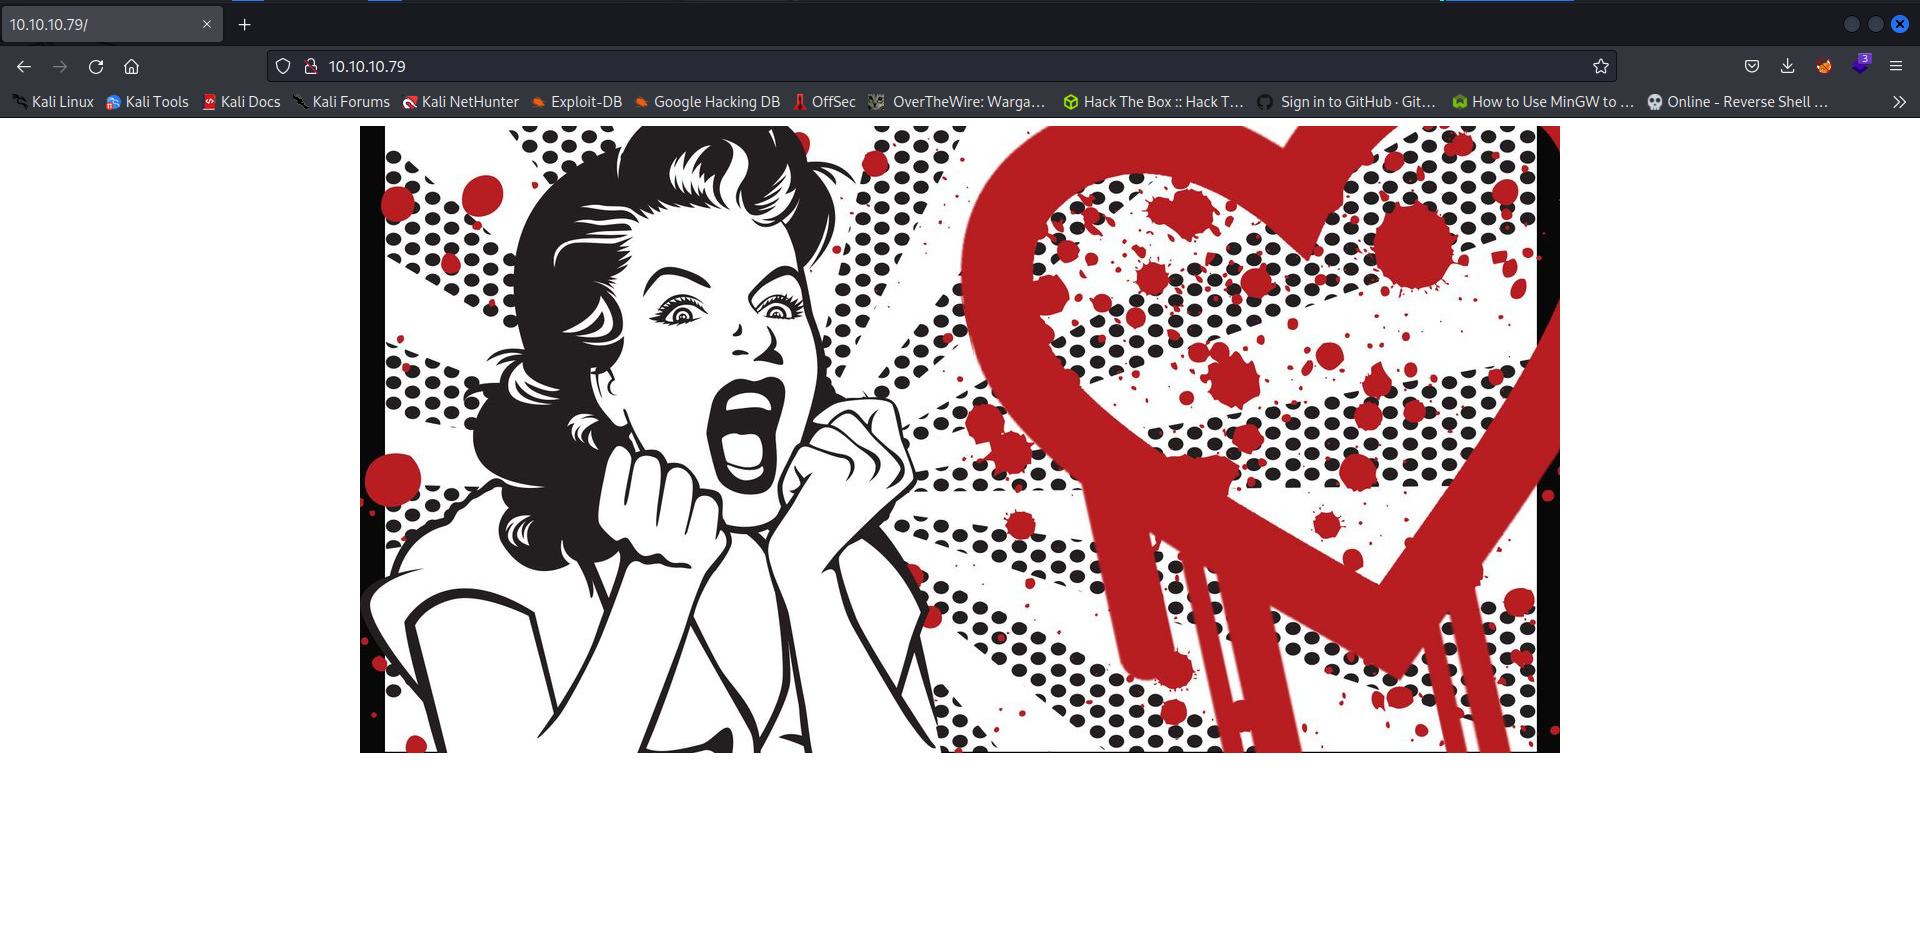 10.10.10.79/
10.10.10.79
3
Kali Linux Kali Tools Kali Docs Kali Forums Kali NetHunter Exploit-DB Google Hacking DB OffSec OverTheWire: Warga… Hack The Box :: Hack T… Sign in to GitHub · Git… How to Use MinGW to … Online - Reverse Shell …